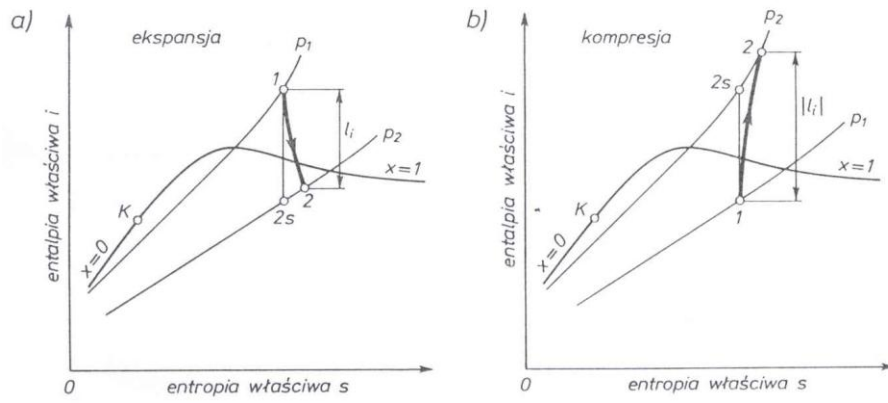 a)
ekspansja
p₁
1
lᵢ
p₂
x=1
K
2
2s
x=0
entalpia właściwa i
0
entropia właściwa s
b)
kompresja
2
p₂
2s
|lᵢ|
p₁
x=1
K
1
x=0
entalpia właściwa i
0
entropia właściwa s